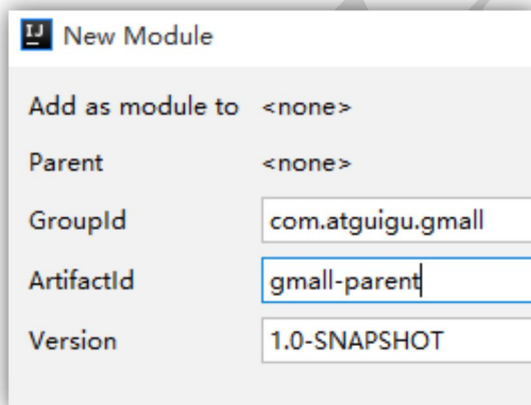 New Module
Add as module to <none>
Parent <none>
GroupId com.atguigu.gmall
ArtifactId gmall-parent
Version 1.0-SNAPSHOT